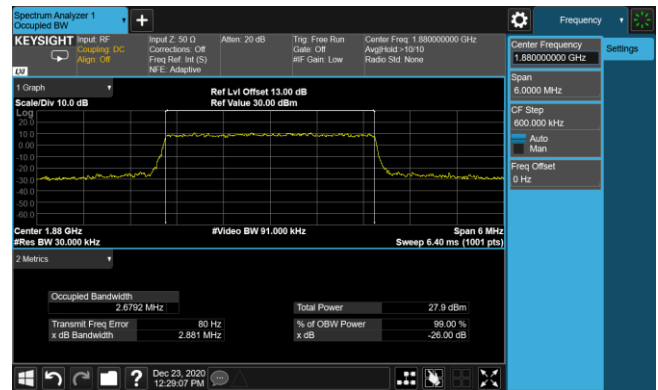 Spectrum Analyzer 1
Occupied BW
Frequency
KEYSIGHT
Input: RF
Coupling: DC
Align: Off
Input Z: 50 Ω
Corrections: Off
Freq Ref: Int (S)
NFE: Adaptive
Atten: 20 dB
Trig: Free Run
Gate: Off
#IF Gain: Low
Center Freq: 1.880000000 GHz
Avg|Hold:>10/10
Radio Std: None
LXI
Center Frequency
1.880000000 GHz
Settings
Span
6.0000 MHz
CF Step
600.000 kHz
Auto
Man
Freq Offset
0 Hz
1 Graph
Scale/Div 10.0 dB
Ref Lvl Offset 13.00 dB
Ref Value 30.00 dBm
Log
20.0
10.0
0.00
-10.0
-20.0
-30.0
-40.0
-50.0
-60.0
Center 1.88 GHz
#Video BW 91.000 kHz
Span 6 MHz
#Res BW 30.000 kHz
Sweep 6.40 ms (1001 pts)
2 Metrics
Occupied Bandwidth
2.6792 MHz
Total Power
27.9 dBm
Transmit Freq Error
80 Hz
% of OBW Power
99.00 %
x dB Bandwidth
2.881 MHz
x dB
-26.00 dB
Dec 23, 2020
12:29:07 PM